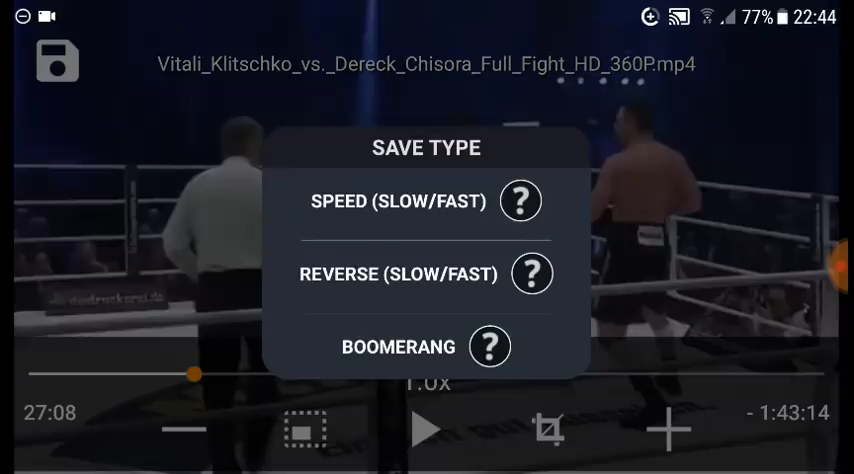 77% 22:44
Vitali_Klitschko_vs._Dereck_Chisora_Full_Fight_HD_360P.mp4
SAVE TYPE
SPEED (SLOW/FAST) ?
REVERSE (SLOW/FAST) ?
BOOMERANG ?
1.0x
27:08
- 1:43:14